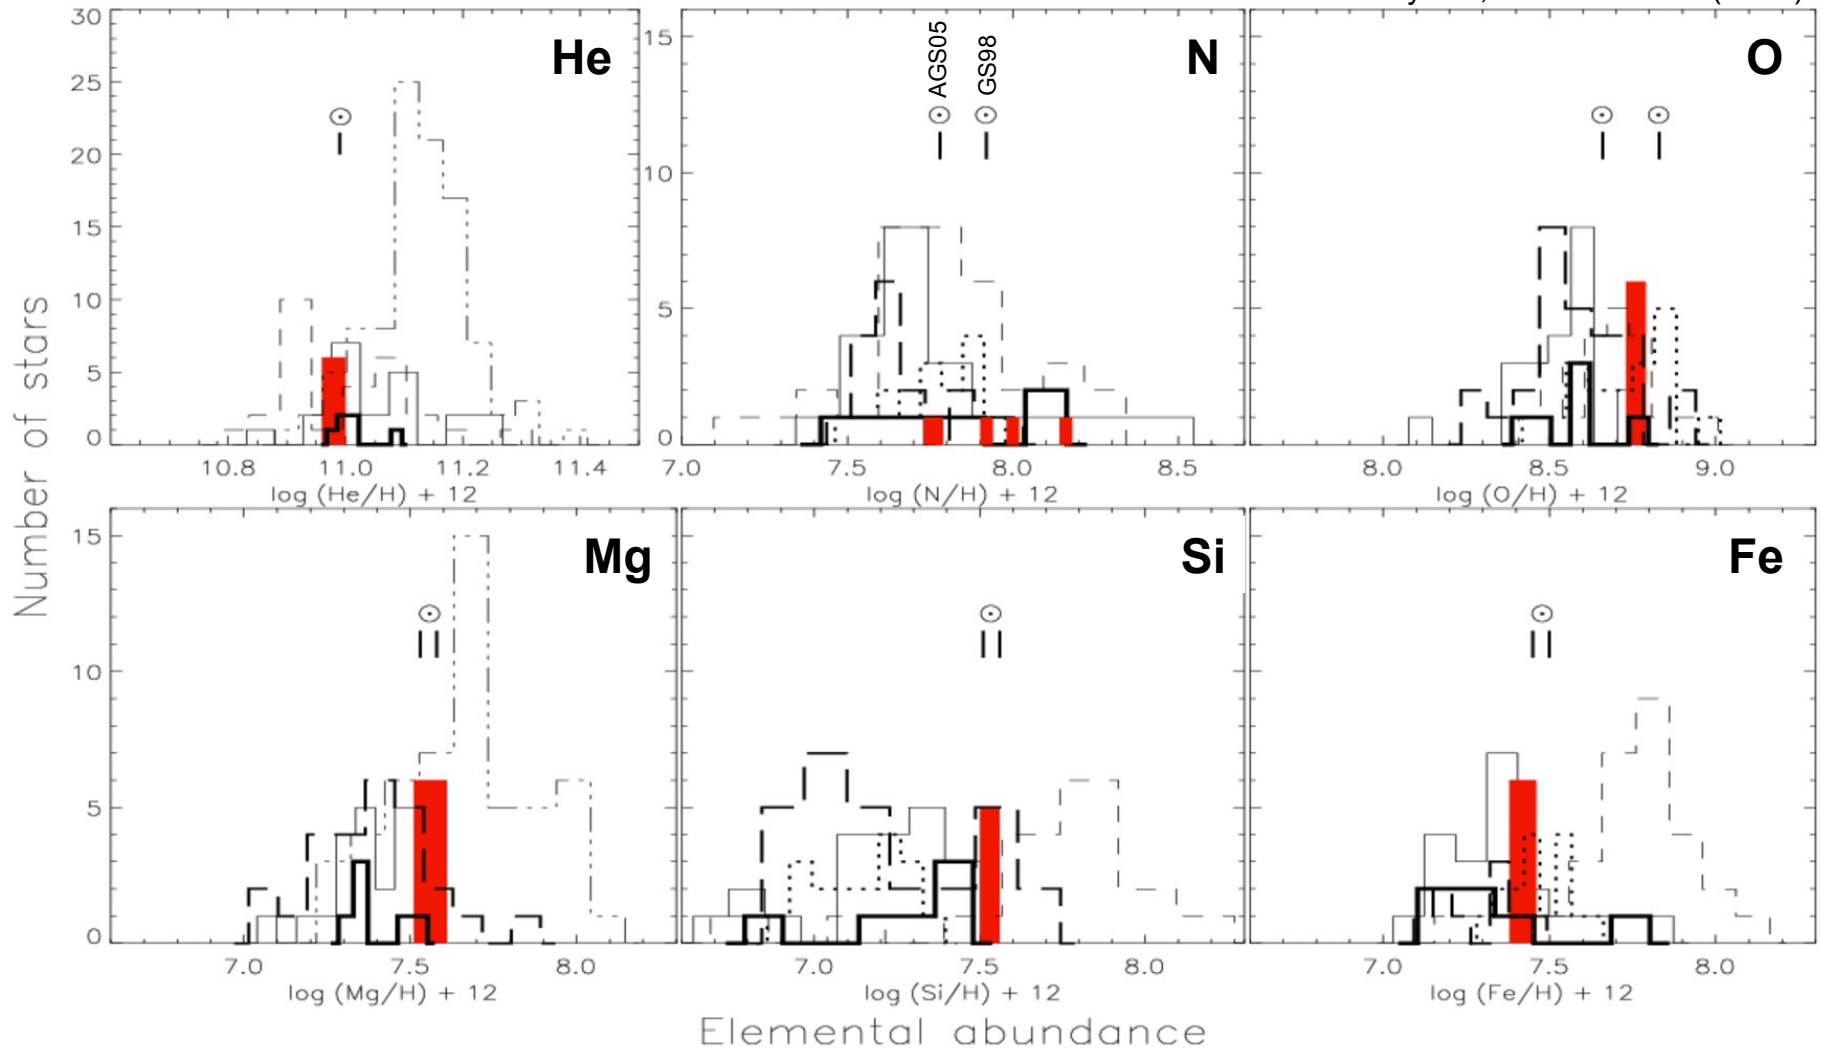 30
25
20
15
10
5
0
He
10.8 11.0 11.2 11.4
log (He/H) + 12
15
10
5
0
AGS05
GS98
N
7.0 7.5 8.0 8.5
log (N/H) + 12
O
8.0 8.5 9.0
log (O/H) + 12
Number of stars
15
10
5
0
Mg
7.0 7.5 8.0
log (Mg/H) + 12
Si
7.0 7.5 8.0
log (Si/H) + 12
Fe
7.0 7.5 8.0
log (Fe/H) + 12
Elemental abundance